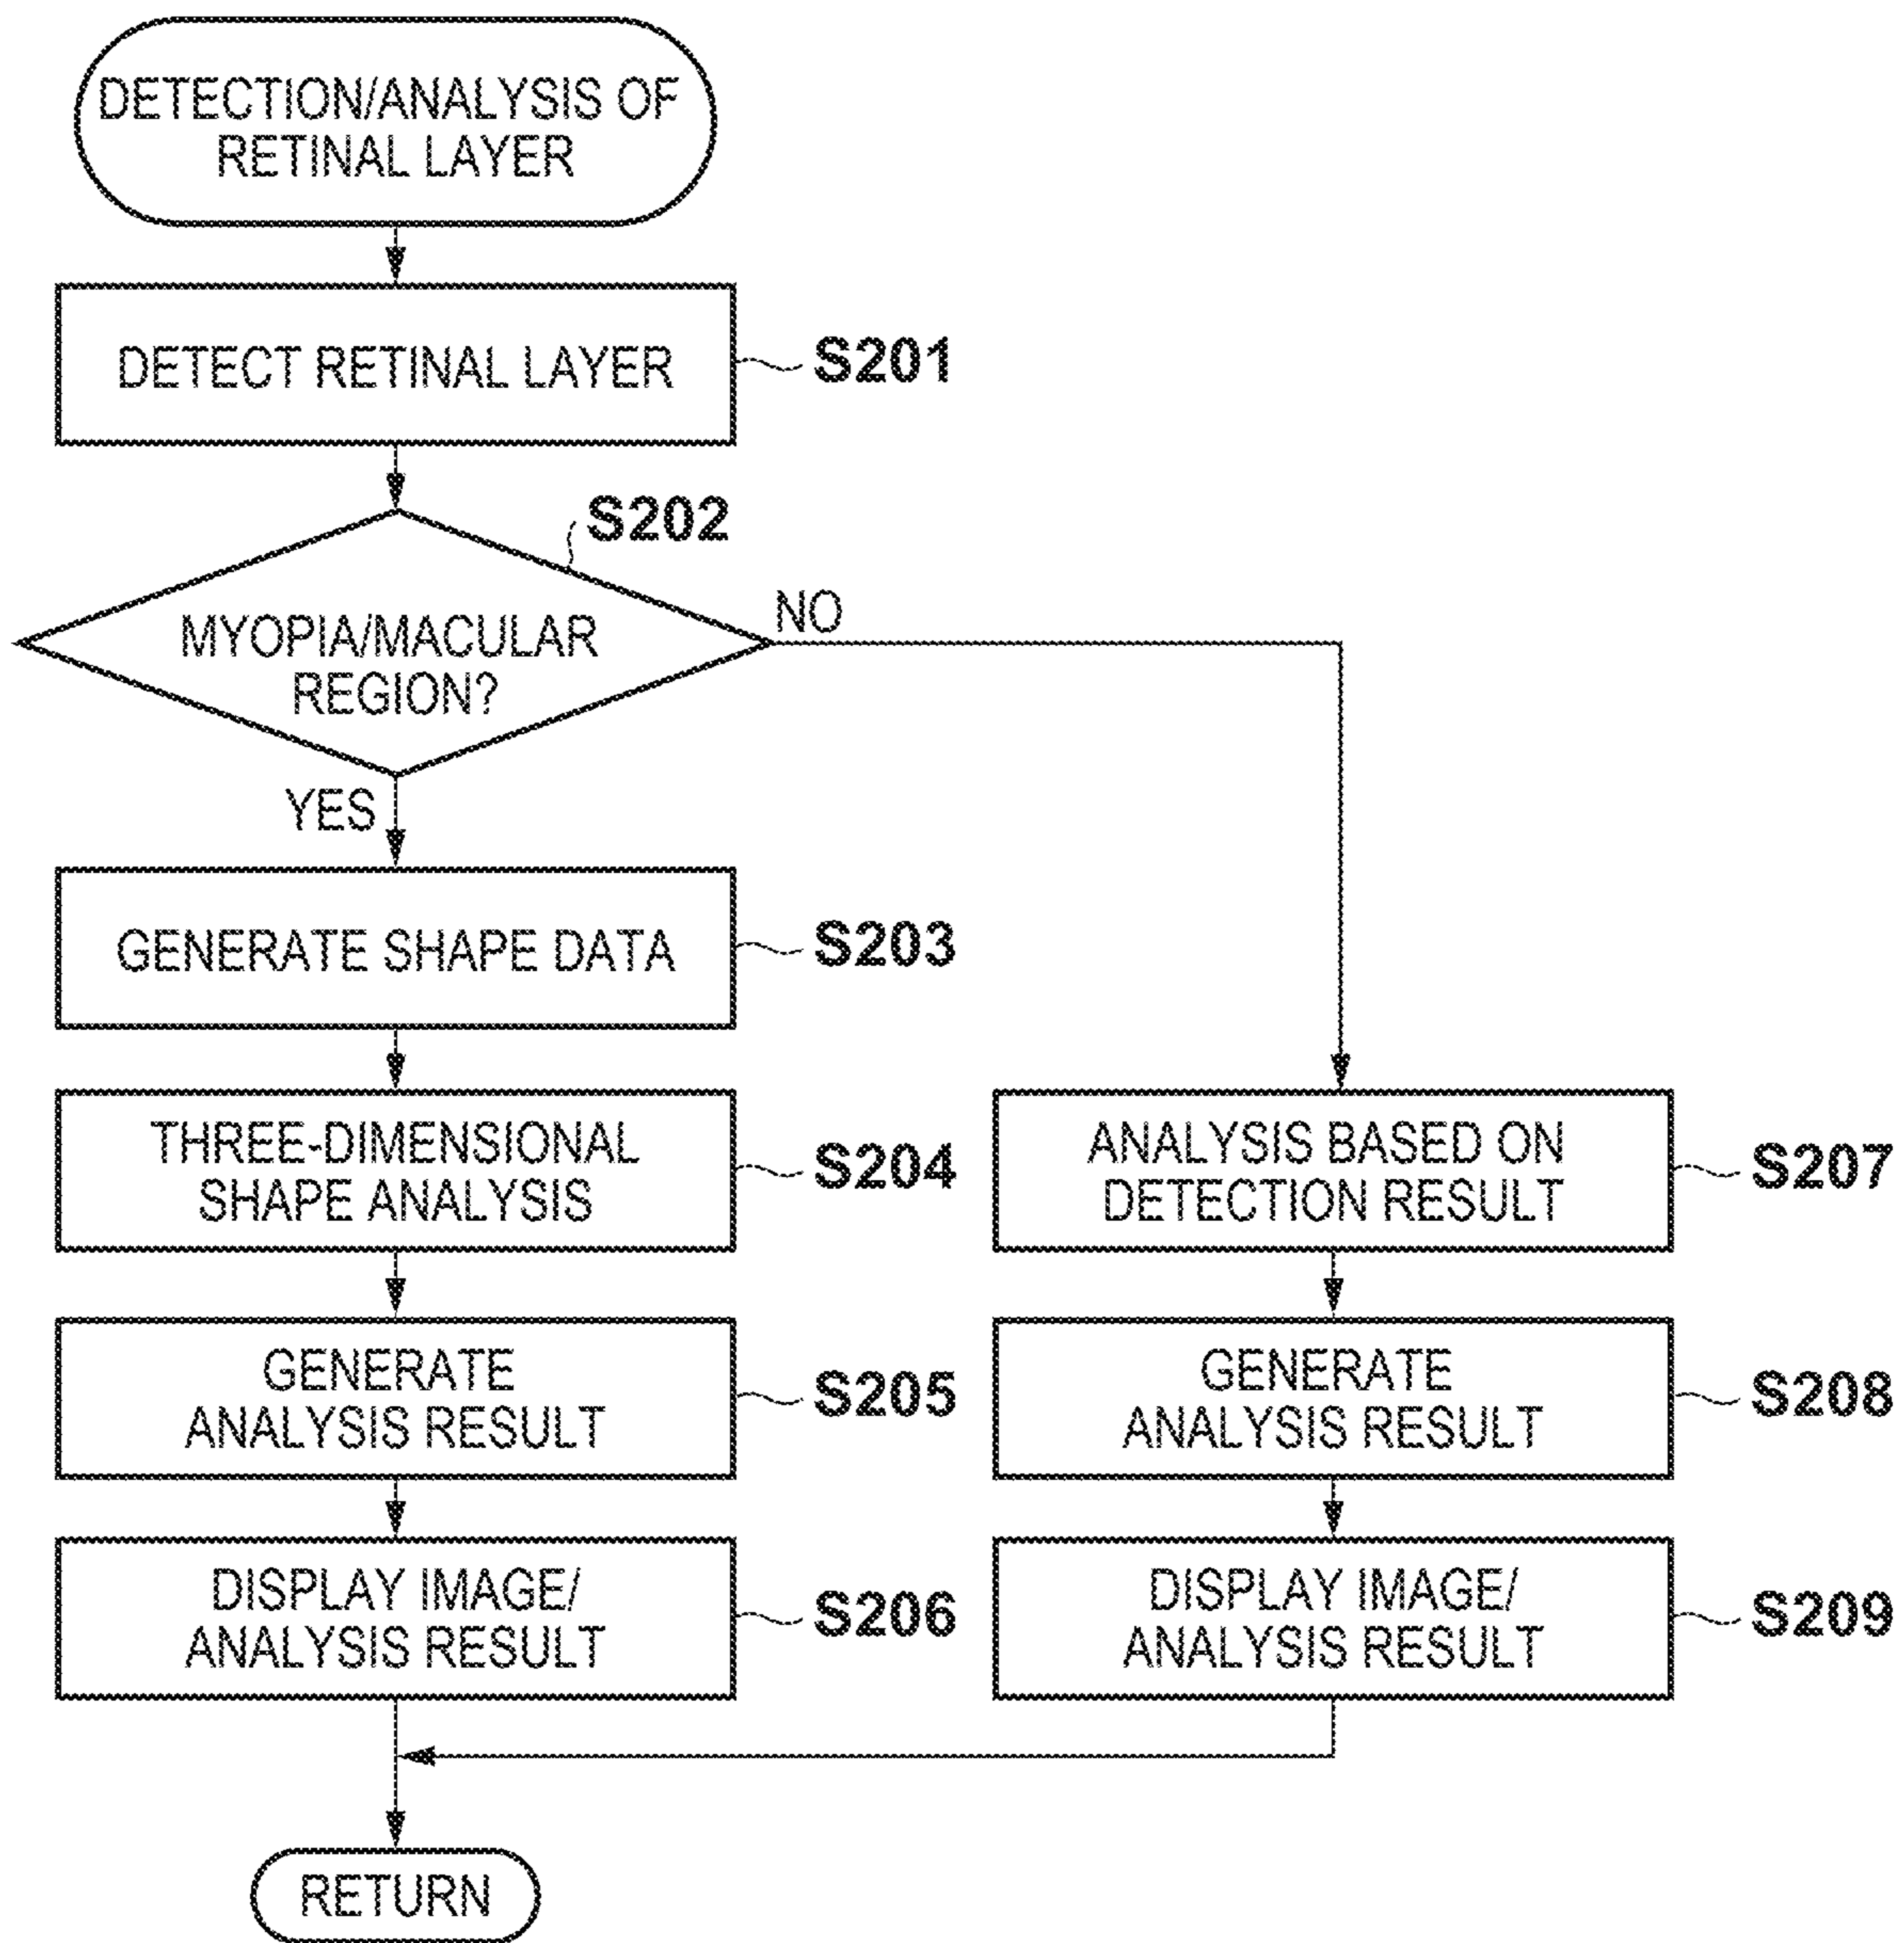 DETECTION/ANALYSIS OF
RETINAL LAYER
DETECT RETINAL LAYER
S201
S202
MYOPIA/MACULAR
REGION?
NO
YES
GENERATE SHAPE DATA
S203
THREE-DIMENSIONAL
SHAPE ANALYSIS
S204
ANALYSIS BASED ON
DETECTION RESULT
S207
GENERATE
ANALYSIS RESULT
S205
GENERATE
ANALYSIS RESULT
S208
DISPLAY IMAGE/
ANALYSIS RESULT
S206
DISPLAY IMAGE/
ANALYSIS RESULT
S209
RETURN